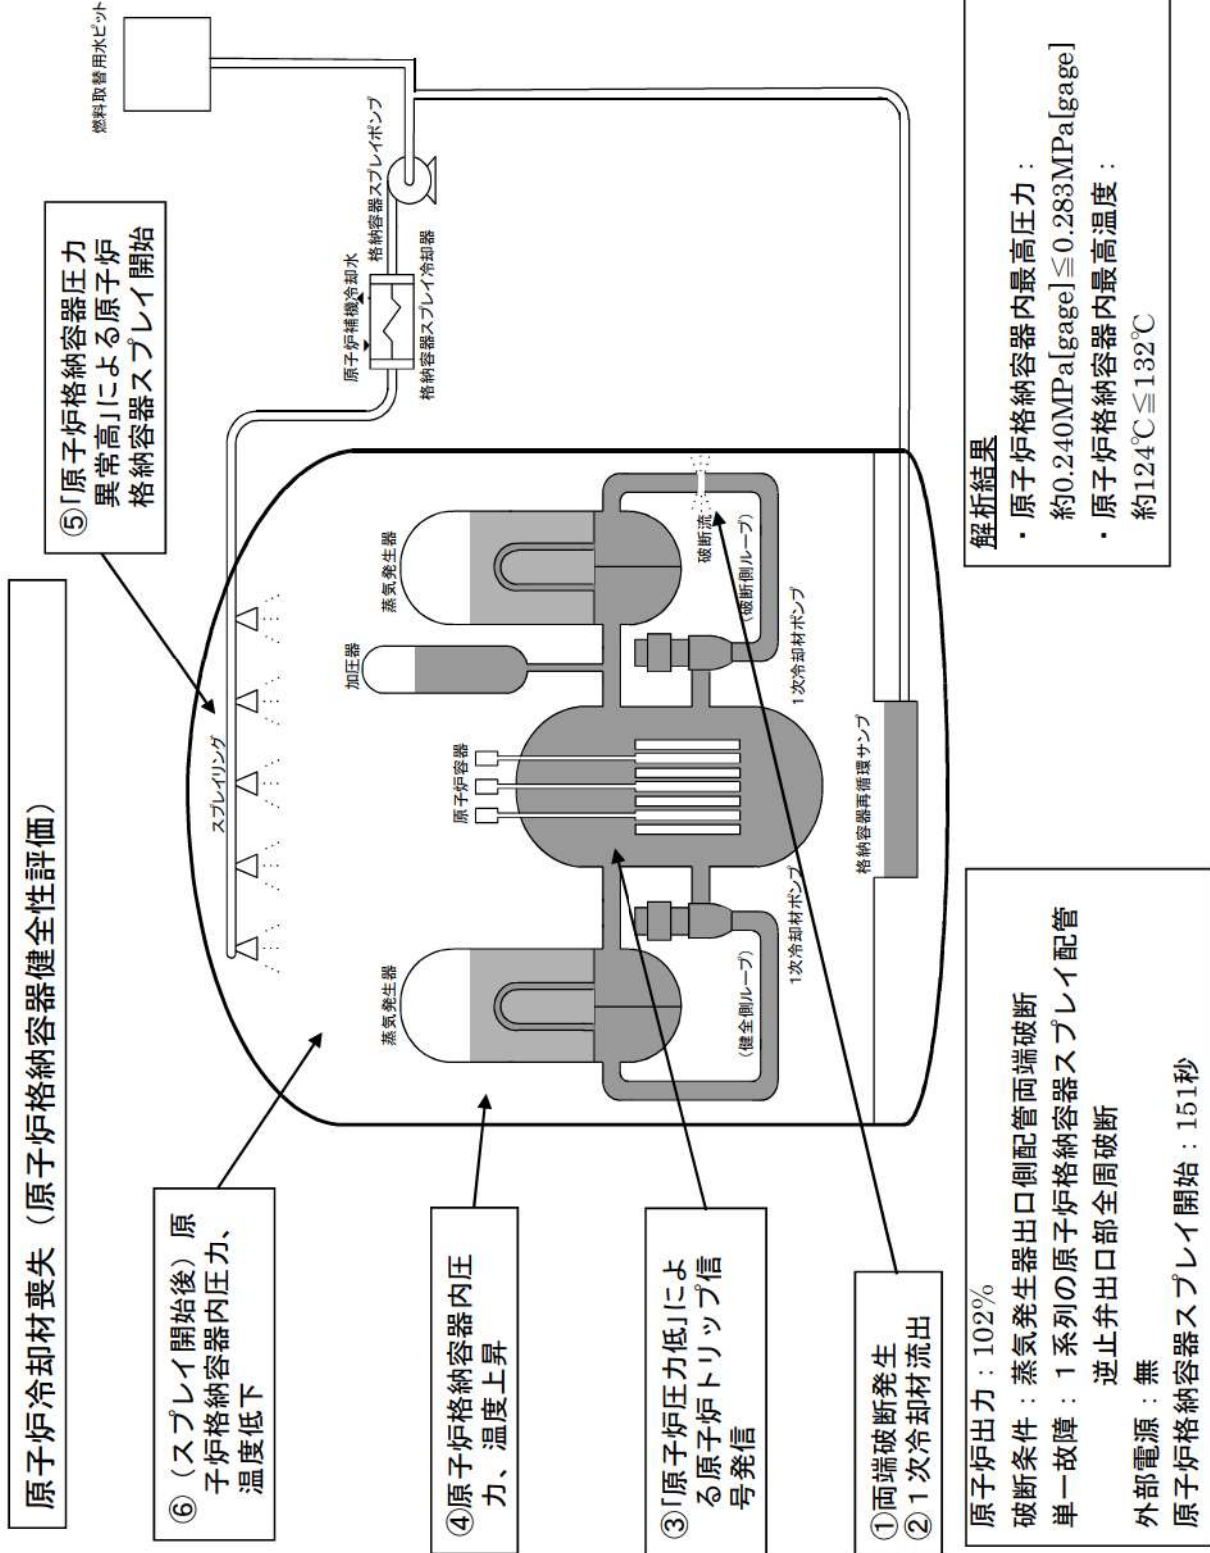 原子炉冷却材喪失（原子炉格納容器健全性評価）
⑥（スプレイ開始後）原
子炉格納容器内圧力、
温度低下
④原子炉格納容器内圧
力、温度上昇
③「原子炉圧力低」によ
る原子炉トリップ信
号発信
①両端破断発生
②１次冷却材流出
⑤「原子炉格納容器圧力
異常高」による原子炉
格納容器スプレイ開始
燃料取替用水ピット
原子炉補機冷却水
格納容器スプレイポンプ
格納容器スプレイ冷却器
スプレイリング
蒸気発生器
原子炉容器
加圧器
蒸気発生器
破断流
（健全側ループ）
（破断側ループ）
1次冷却材ポンプ
1次冷却材ポンプ
格納容器再循環サンプ
原子炉出力：102%
破断条件：蒸気発生器出口側配管両端破断
単一故障：１系列の原子炉格納容器スプレイ配管
逆止弁出口部全周破断
外部電源：無
原子炉格納容器スプレイ開始：151秒
解析結果
・原子炉格納容器内最高圧力：
約0.240MPa[gage]≦0.283MPa[gage]
・原子炉格納容器内最高温度：
約124℃≦132℃